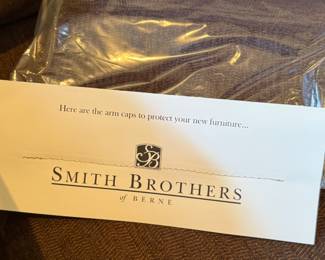 Here are the arm caps to protect your new furniture...
SB
SMITH BROTHERS
of BERNE